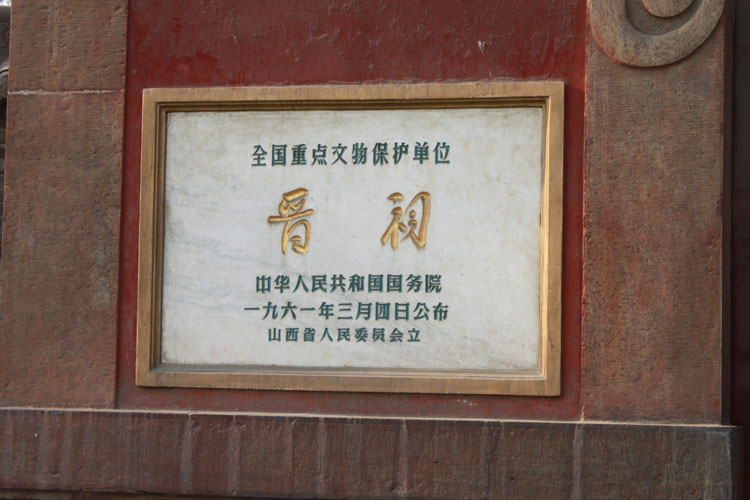 全国重点文物保护单位
晋祠
中华人民共和国国务院
一九六一年三月四日公布
山西省人民委员会立